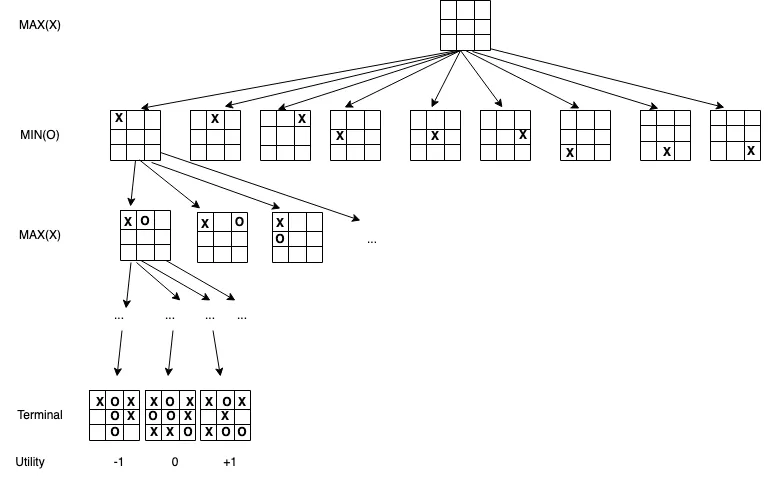 MAX(X)
MIN(O)
X X X X X X X X X
MAX(X)
X O X O X
O
...
... ... ... ...
Terminal
X O X X O X X O X
O X O O X X
O X X O X O O
Utility -1 0 +1